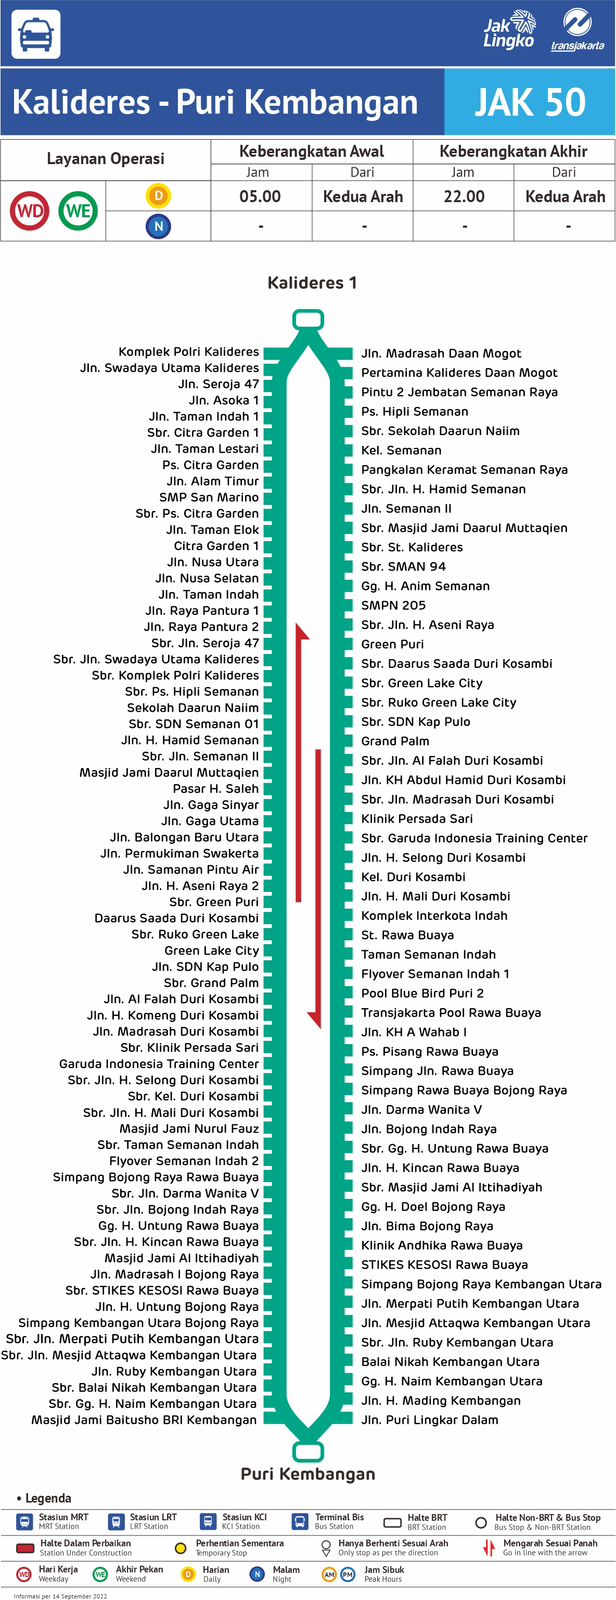 Jak
Lingko
transjakarta
Kalideres - Puri Kembangan
JAK 50
Layanan Operasi
Keberangkatan Awal
Keberangkatan Akhir
Jam
Dari
Jam
Dari
WD
WE
D
05.00
Kedua Arah
22.00
Kedua Arah
N
-
-
-
-
Kalideres 1
Komplek Polri Kalideres
Jln. Swadaya Utama Kalideres
Jln. Seroja 47
Jln. Asoka 1
Jln. Taman Indah 1
Sbr. Citra Garden 1
Jln. Taman Lestari
Ps. Citra Garden
Jln. Alam Timur
SMP San Marino
Sbr. Ps. Citra Garden
Jln. Taman Elok
Citra Garden 1
Jln. Nusa Utara
Jln. Nusa Selatan
Jln. Taman Indah
Jln. Raya Pantura 1
Jln. Raya Pantura 2
Sbr. Jln. Seroja 47
Sbr. Jln. Swadaya Utama Kalideres
Sbr. Komplek Polri Kalideres
Sbr. Ps. Hipli Semanan
Sekolah Daarun Naiim
Sbr. SDN Semanan 01
Jln. H. Hamid Semanan
Sbr. Jln. Semanan II
Masjid Jami Daarul Muttaqien
Pasar H. Saleh
Jln. Gaga Sinyar
Jln. Gaga Utama
Jln. Balongan Baru Utara
Jln. Permukiman Swakerta
Jln. Samanan Pintu Air
Jln. H. Aseni Raya 2
Sbr. Green Puri
Daarus Saada Duri Kosambi
Sbr. Ruko Green Lake
Green Lake City
Jln. SDN Kap Pulo
Sbr. Grand Palm
Jln. Al Falah Duri Kosambi
Jln. H. Komeng Duri Kosambi
Jln. Madrasah Duri Kosambi
Sbr. Klinik Persada Sari
Garuda Indonesia Training Center
Sbr. Jln. H. Selong Duri Kosambi
Sbr. Kel. Duri Kosambi
Sbr. Jln. H. Mali Duri Kosambi
Masjid Jami Nurul Fauz
Sbr. Taman Semanan Indah
Flyover Semanan Indah 2
Simpang Bojong Raya Rawa Buaya
Sbr. Jln. Darma Wanita V
Sbr. Jln. Bojong Indah Raya
Gg. H. Untung Rawa Buaya
Sbr. Jln. H. Kincan Rawa Buaya
Masjid Jami Al Ittihadiyah
Jln. Madrasah I Bojong Raya
Sbr. STIKES KESOSI Rawa Buaya
Jln. H. Untung Bojong Raya
Simpang Kembangan Utara Bojong Raya
Sbr. Jln. Merpati Putih Kembangan Utara
Sbr. Jln. Mesjid Attaqwa Kembangan Utara
Jln. Ruby Kembangan Utara
Sbr. Balai Nikah Kembangan Utara
Sbr. Gg. H. Naim Kembangan Utara
Masjid Jami Baitusho BRI Kembangan
Jln. Madrasah Daan Mogot
Pertamina Kalideres Daan Mogot
Pintu 2 Jembatan Semanan Raya
Ps. Hipli Semanan
Sbr. Sekolah Daarun Naiim
Kel. Semanan
Pangkalan Keramat Semanan Raya
Sbr. Jln. H. Hamid Semanan
Jln. Semanan II
Sbr. Masjid Jami Daarul Muttaqien
Sbr. St. Kalideres
Sbr. SMAN 94
Gg. H. Anim Semanan
SMPN 205
Sbr. Jln. H. Aseni Raya
Green Puri
Sbr. Daarus Saada Duri Kosambi
Sbr. Green Lake City
Sbr. Ruko Green Lake City
Sbr. SDN Kap Pulo
Grand Palm
Sbr. Jln. Al Falah Duri Kosambi
Jln. KH Abdul Hamid Duri Kosambi
Sbr. Jln. Madrasah Duri Kosambi
Klinik Persada Sari
Sbr. Garuda Indonesia Training Center
Jln. H. Selong Duri Kosambi
Kel. Duri Kosambi
Jln. H. Mali Duri Kosambi
Komplek Interkota Indah
St. Rawa Buaya
Taman Semanan Indah
Flyover Semanan Indah 1
Pool Blue Bird Puri 2
Transjakarta Pool Rawa Buaya
Jln. KH A Wahab I
Ps. Pisang Rawa Buaya
Simpang Jln. Rawa Buaya
Simpang Rawa Buaya Bojong Raya
Jln. Darma Wanita V
Jln. Bojong Indah Raya
Sbr. Gg. H. Untung Rawa Buaya
Jln. H. Kincan Rawa Buaya
Sbr. Masjid Jami Al Ittihadiyah
Gg. H. Doel Bojong Raya
Jln. Bima Bojong Raya
Klinik Andhika Rawa Buaya
STIKES KESOSI Rawa Buaya
Simpang Bojong Raya Kembangan Utara
Jln. Merpati Putih Kembangan Utara
Jln. Mesjid Attaqwa Kembangan Utara
Sbr. Jln. Ruby Kembangan Utara
Balai Nikah Kembangan Utara
Gg. H. Naim Kembangan Utara
Jln. H. Mading Kembangan
Jln. Puri Lingkar Dalam
Puri Kembangan
• Legenda
Stasiun MRT
MRT Station
Stasiun LRT
LRT Station
Stasiun KCI
KCI Station
Terminal Bis
Bus Station
Halte BRT
BRT Station
Halte Non-BRT & Bus Stop
Bus Stop & Non-BRT Station
Halte Dalam Perbaikan
Station Under Construction
Perhentian Sementara
Temporary Stop
Hanya Berhenti Sesuai Arah
Only stop as per the direction
Mengarah Sesuai Panah
Go in line with the arrow
WD
Hari Kerja
Weekday
WE
Akhir Pekan
Weekend
D
Harian
Daily
N
Malam
Night
AM
PM
Jam Sibuk
Peak Hours
Informasi per 14 September 2022